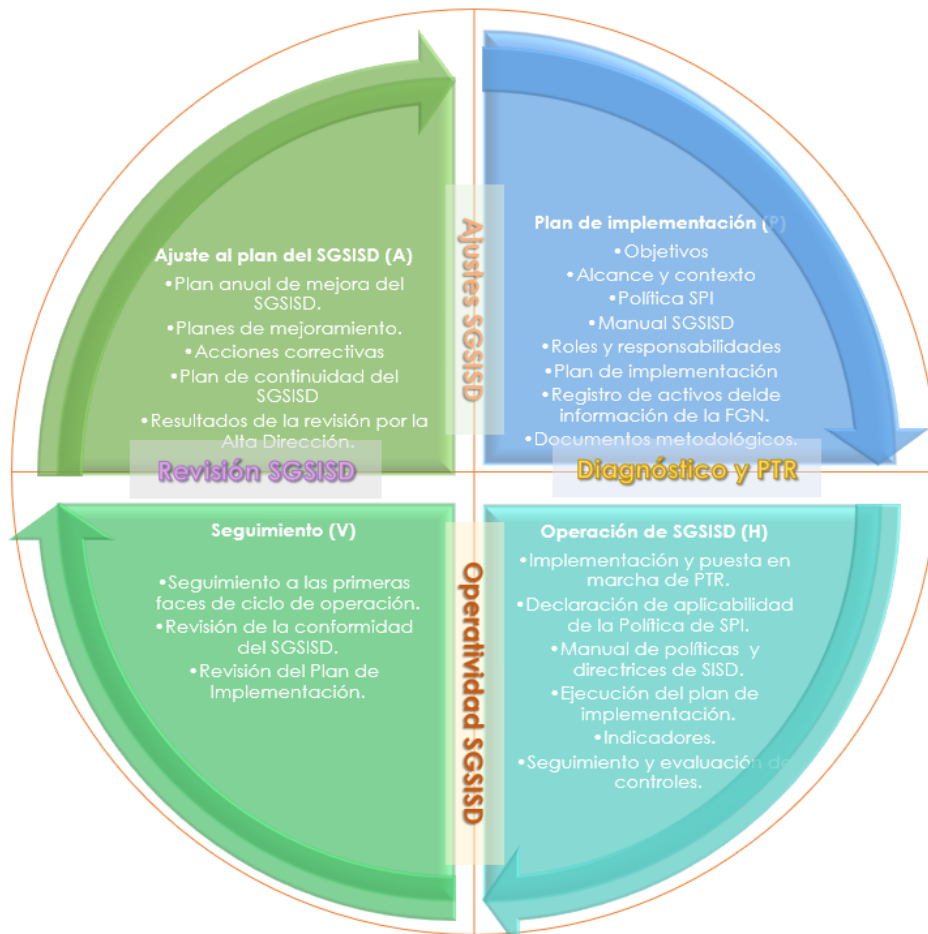 Ajuste al plan del SGSISD (A)
•Plan anual de mejora del
SGSISD.
•Planes de mejoramiento.
•Acciones correctivas
•Plan de continuidad del
SGSISD
•Resultados de la revisión por la
Alta Dirección.
Ajustes SGSISD
Plan de implementación (P)
•Objetivos
•Alcance y contexto
•Política SPI
•Manual SGSISD
•Roles y responsabilidades
•Plan de implementación
•Registro de activos delde
información de la FGN.
•Documentos metodológicos.
Revisión SGSISD
Diagnóstico y PTR
Seguimiento (V)
•Seguimiento a las primeras
faces de ciclo de operación.
•Revisión de la conformidad
del SGSISD.
•Revisión del Plan de
Implementación.
Operatividad SGSISD
Operación de SGSISD (H)
•Implementación y puesta en
marcha de PTR.
•Declaración de aplicabilidad
de la Política de SPI.
•Manual de políticas y
directrices de SISD.
•Ejecución del plan de
implementación.
•Indicadores.
•Seguimiento y evaluación de
controles.